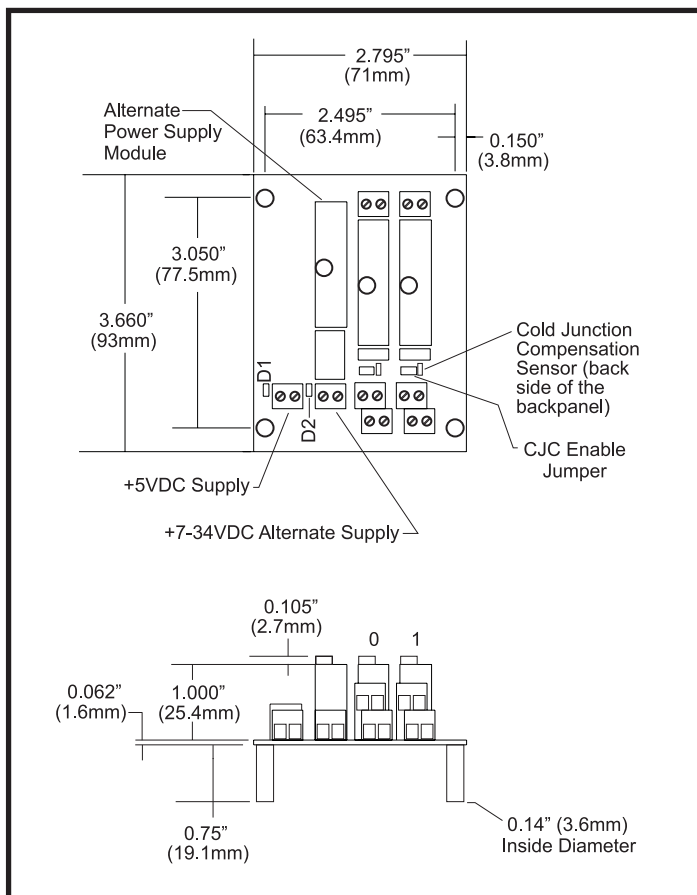 2.795”
(71mm)
Alternate
Power Supply
Module
2.495”
(63.4mm)
0.150”
(3.8mm)
3.050”
(77.5mm)
3.660”
(93mm)
Cold Junction
Compensation
Sensor (back
side of the
backpanel)
D1
D2
CJC Enable
Jumper
+5VDC Supply
+7-34VDC Alternate Supply
0.105”
(2.7mm)
0 1
0.062”
(1.6mm)
1.000”
(25.4mm)
0.75”
(19.1mm)
0.14” (3.6mm)
Inside Diameter